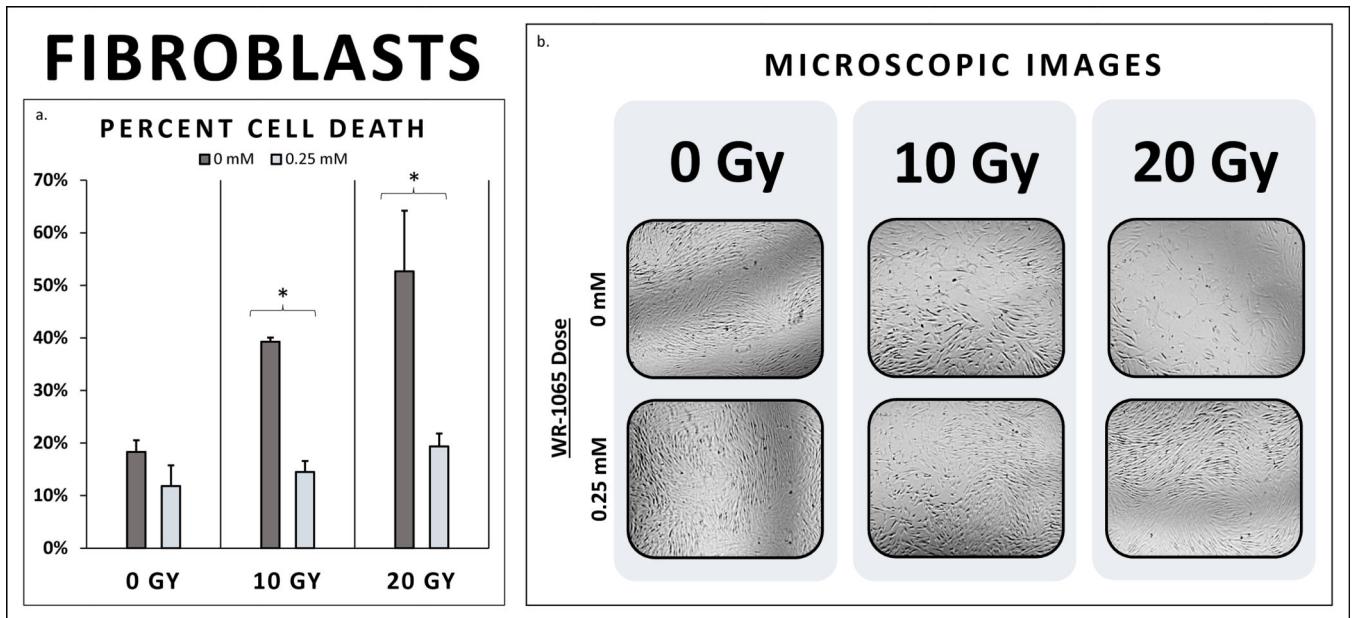 FIBROBLASTS
a.
PERCENT CELL DEATH
0 mM 0.25 mM
70%
60%
50%
40%
30%
20%
10%
0%
*
*
0 GY 10 GY 20 GY
b.
MICROSCOPIC IMAGES
0 Gy 10 Gy 20 Gy
WR-1065 Dose
0 mM
0.25 mM